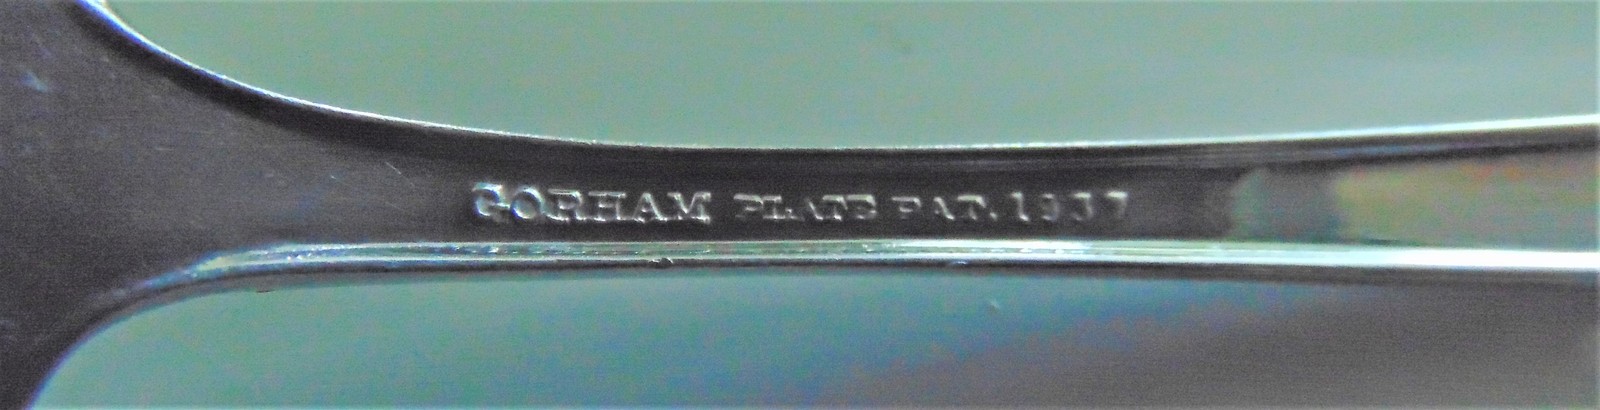 GORHAM PLATE PAT. 1937